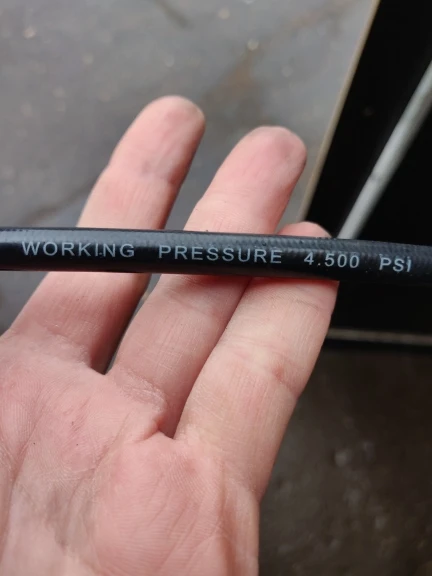 WORKING PRESSURE 4.500 PSI